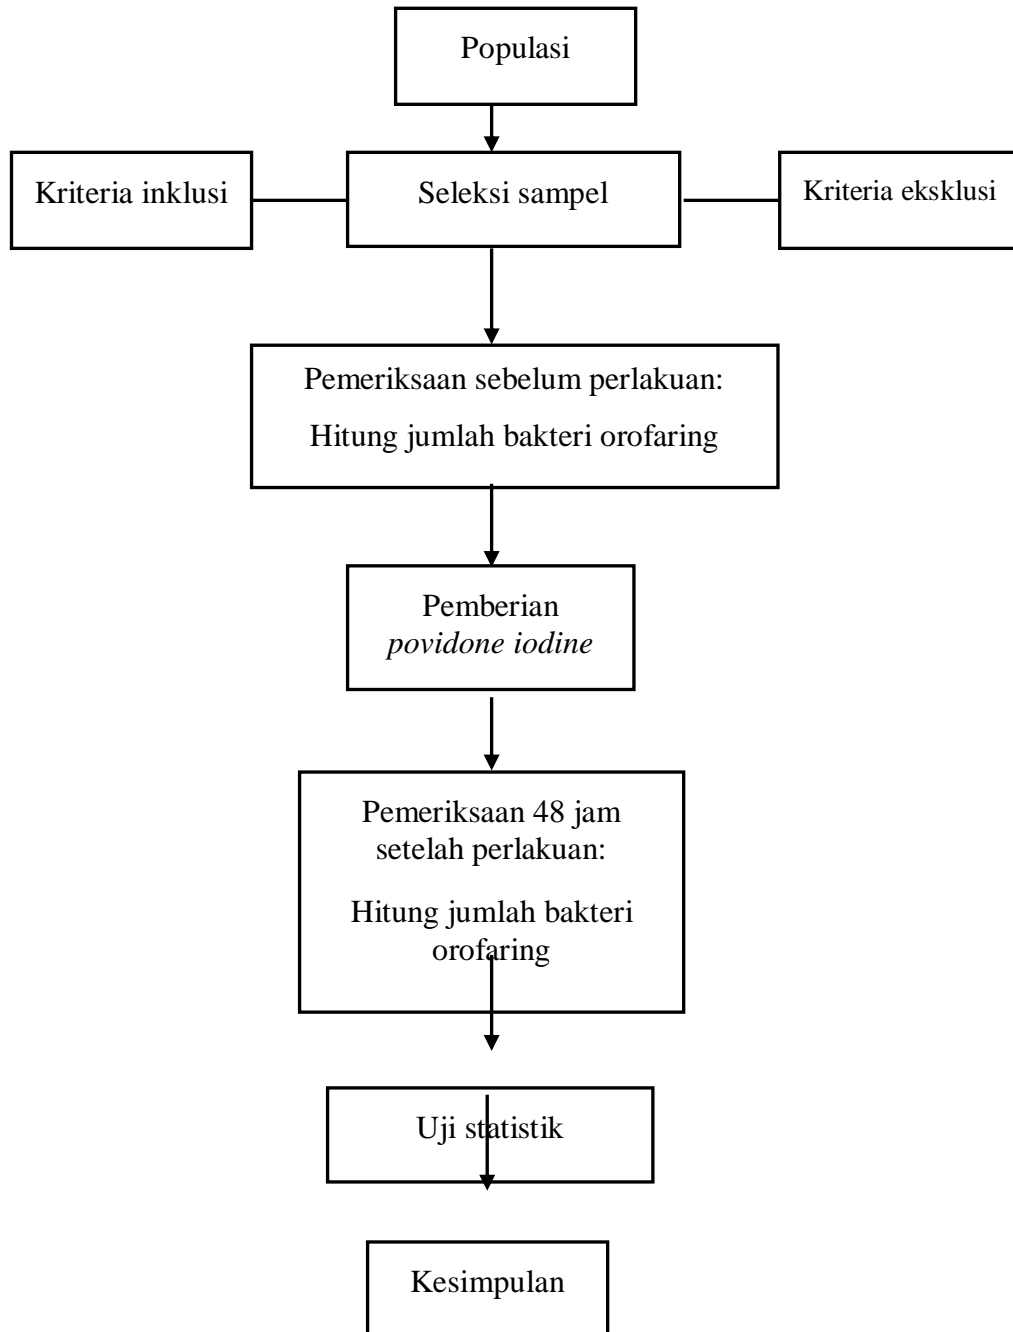 Populasi
Kriteria inklusi
Seleksi sampel
Kriteria eksklusi
Pemeriksaan sebelum perlakuan:
Hitung jumlah bakteri orofaring
Pemberian
povidone iodine
Pemeriksaan 48 jam
setelah perlakuan:
Hitung jumlah bakteri
orofaring
Uji statistik
Kesimpulan